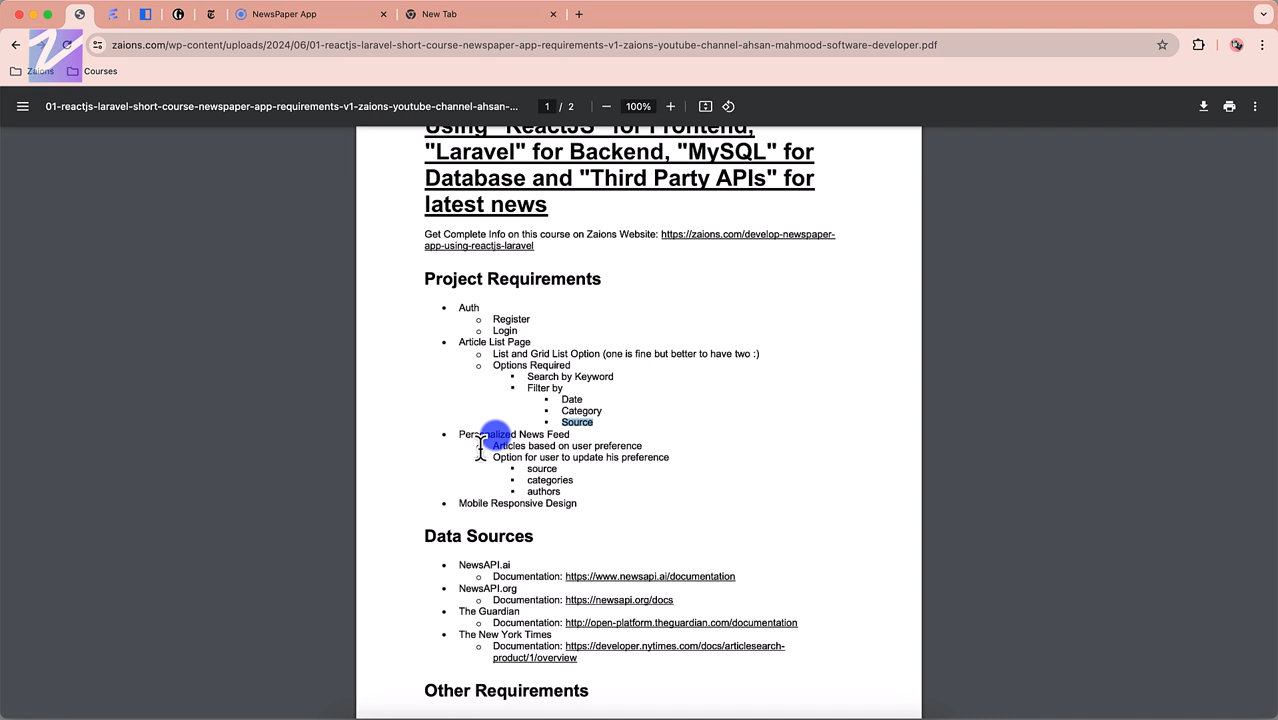 NewsPaper App
New Tab
zaions.com/wp-content/uploads/2024/06/01-reactjs-laravel-short-course-newspaper-app-requirements-v1-zaions-youtube-channel-ahsan-mahmood-software-developer.pdf
Zaions
Courses
01-reactjs-laravel-short-course-newspaper-app-requirements-v1-zaions-youtube-channel-ahsan-...
1 / 2
100%
Using "ReactJS" for Frontend,
"Laravel" for Backend, "MySQL" for
Database and "Third Party APIs" for
latest news
Get Complete Info on this course on Zaions Website: https://zaions.com/develop-newspaper-
app-using-reactjs-laravel
Project Requirements
Auth
Register
Login
Article List Page
List and Grid List Option (one is fine but better to have two :)
Options Required
Search by Keyword
Filter by
Date
Category
Source
Personalized News Feed
Articles based on user preference
Option for user to update his preference
source
categories
authors
Mobile Responsive Design
Data Sources
NewsAPI.ai
Documentation: https://www.newsapi.ai/documentation
NewsAPI.org
Documentation: https://newsapi.org/docs
The Guardian
Documentation: http://open-platform.theguardian.com/documentation
The New York Times
Documentation: https://developer.nytimes.com/docs/articlesearch-
product/1/overview
Other Requirements